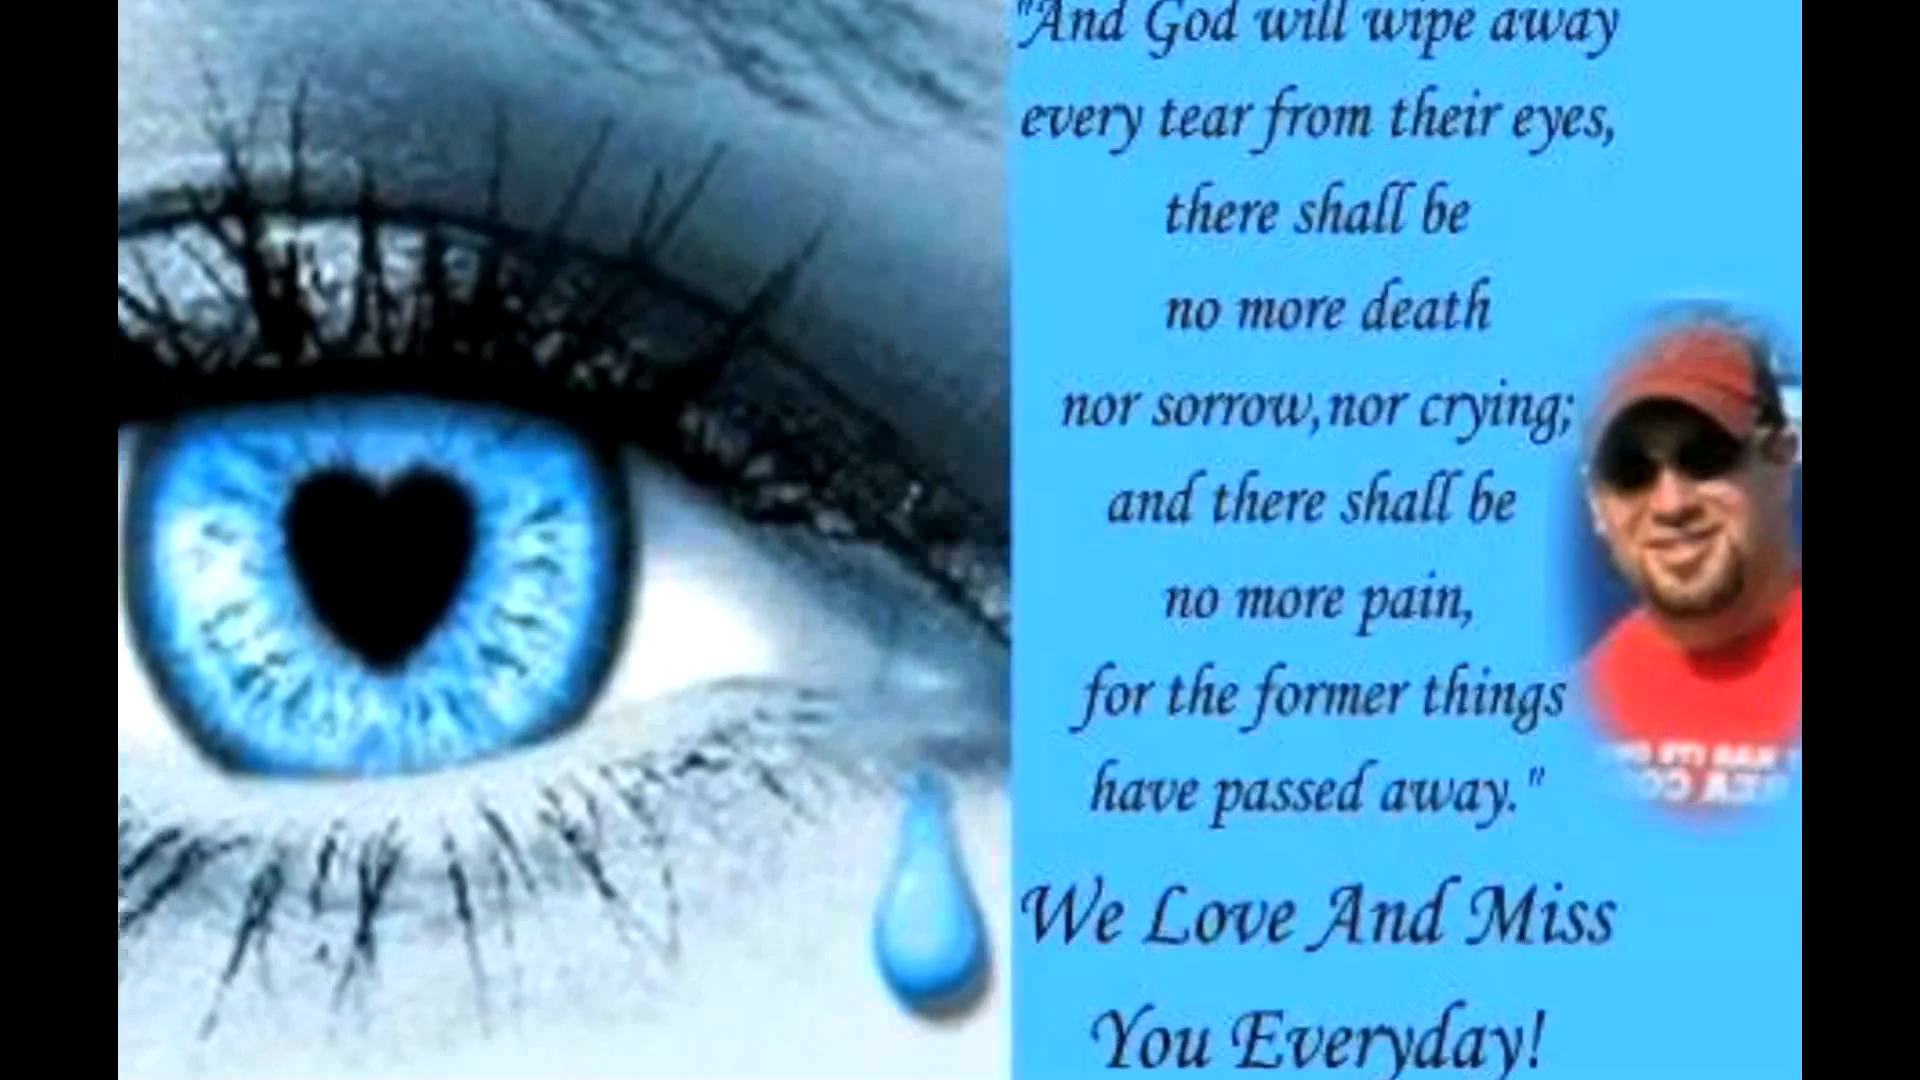 "And God will wipe away
every tear from their eyes,
there shall be
no more death
nor sorrow,nor crying;
and there shall be
no more pain,
for the former things
have passed away."
We Love And Miss
You Everyday!